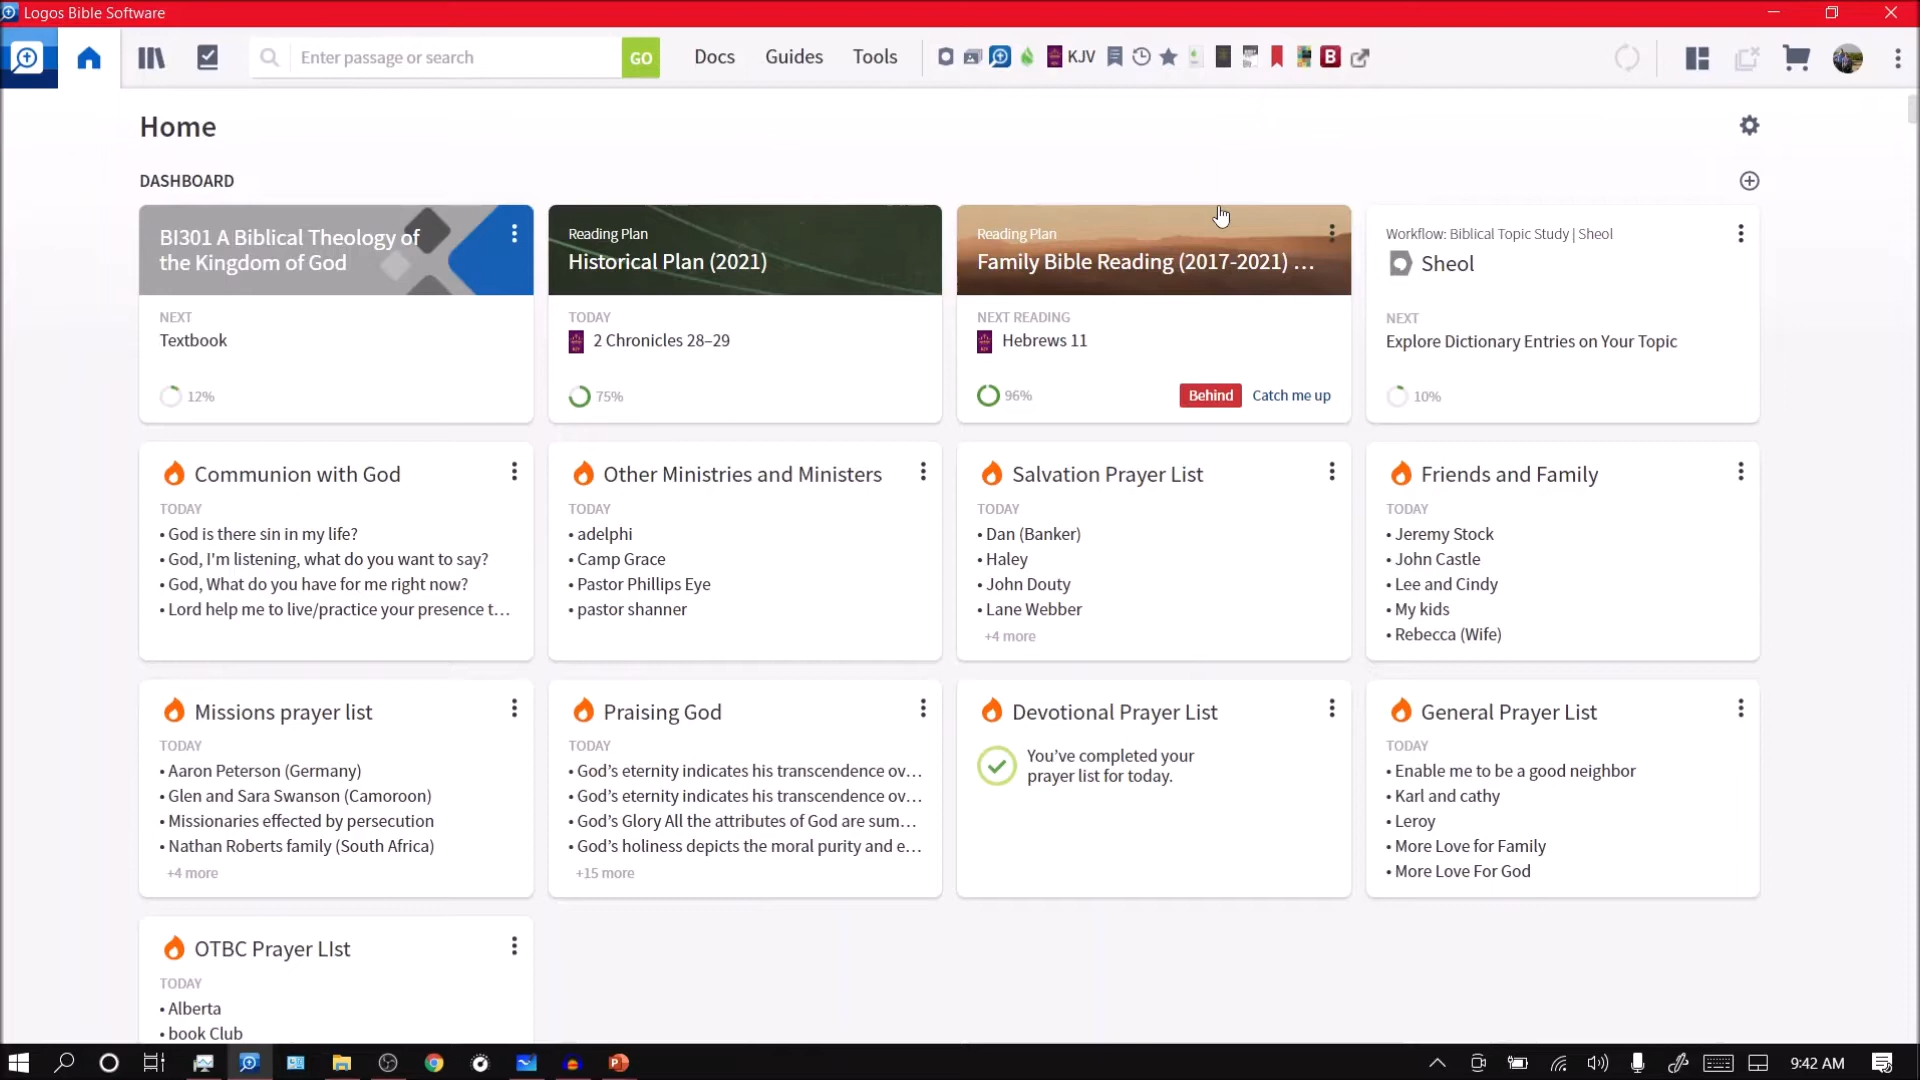 Logos Bible Software
Enter passage or search
GO
Docs
Guides
Tools
KJV
B
Home
DASHBOARD
BI301 A Biblical Theology of
the Kingdom of God
NEXT
Textbook
12%
Reading Plan
Historical Plan (2021)
TODAY
2 Chronicles 28–29
75%
Reading Plan
Family Bible Reading (2017-2021) ...
NEXT READING
Hebrews 11
96%
Behind
Catch me up
Workflow: Biblical Topic Study | Sheol
Sheol
NEXT
Explore Dictionary Entries on Your Topic
10%
Communion with God
TODAY
• God is there sin in my life?
• God, I'm listening, what do you want to say?
• God, What do you have for me right now?
• Lord help me to live/practice your presence t...
Other Ministries and Ministers
TODAY
• adelphi
• Camp Grace
• Pastor Phillips Eye
• pastor shanner
Salvation Prayer List
TODAY
• Dan (Banker)
• Haley
• John Douty
• Lane Webber
+4 more
Friends and Family
TODAY
• Jeremy Stock
• John Castle
• Lee and Cindy
• My kids
• Rebecca (Wife)
Missions prayer list
TODAY
• Aaron Peterson (Germany)
• Glen and Sara Swanson (Camoroon)
• Missionaries effected by persecution
• Nathan Roberts family (South Africa)
+4 more
Praising God
TODAY
• God's eternity indicates his transcendence ov...
• God's eternity indicates his transcendence ov...
• God's Glory All the attributes of God are sum...
• God's holiness depicts the moral purity and e...
+15 more
Devotional Prayer List
You've completed your
prayer list for today.
General Prayer List
TODAY
• Enable me to be a good neighbor
• Karl and cathy
• Leroy
• More Love for Family
• More Love For God
OTBC Prayer LIst
TODAY
• Alberta
• book Club
9:42 AM